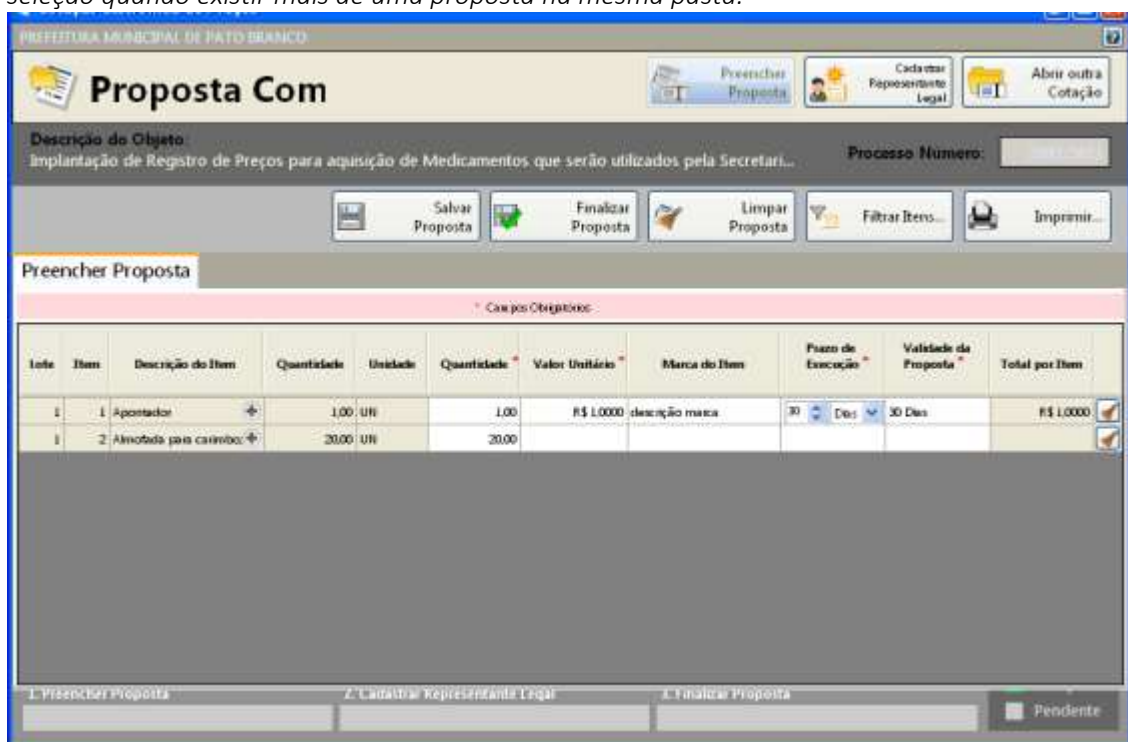 seleção quando existir mais de uma proposta na mesma pasta.
PREFEITURA MUNICIPAL DE PATO BRANCO
Proposta Com
Preencher Proposta
Cadastrar Representante Legal
Abrir outra Cotação
Descrição do Objeto:
Implantação de Registro de Preços para aquisição de Medicamentos que serão utilizados pela Secretari...
Processo Número:
Salvar Proposta
Finalizar Proposta
Limpar Proposta
Filtrar Itens...
Imprimir...
Preencher Proposta
* Campos Obrigatórios
Lote Item Descrição do Item Quantidade Unidade Quantidade * Valor Unitário * Marca do Item Prazo de Execução * Validade da Proposta * Total por Item
1 1 Apontador + 1,00 UN 1,00 R$ 1,0000 descrição marca 30 Dias 30 Dias R$ 1,0000
1 2 Almofada para carimbo; + 20,00 UN 20,00
1. Preencher Proposta 2. Cadastrar Representante Legal 3. Finalizar Proposta
Pendente